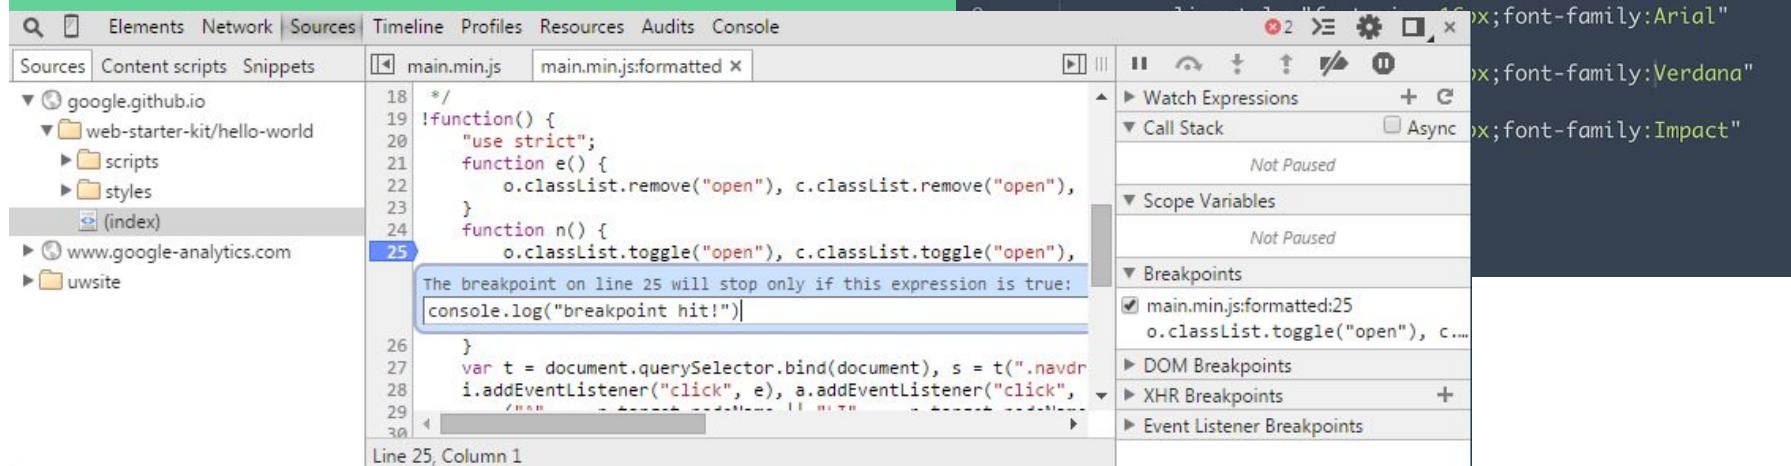 Elements Network Sources Timeline Profiles Resources Audits Console 2
Sources Content scripts Snippets
google.github.io
web-starter-kit/hello-world
scripts
styles
(index)
www.google-analytics.com
uwsite
main.min.js main.min.js:formatted ×
18 */
19 !function() {
20 "use strict";
21 function e() {
22 o.classList.remove("open"), c.classList.remove("open"),
23 }
24 function n() {
25 o.classList.toggle("open"), c.classList.toggle("open"),
The breakpoint on line 25 will stop only if this expression is true:
console.log("breakpoint hit!")
26 }
27 var t = document.querySelector.bind(document), s = t(".navdr
28 i.addEventListener("click", e), a.addEventListener("click",
29
30
Line 25, Column 1
Watch Expressions
Call Stack Async
Not Paused
Scope Variables
Not Paused
Breakpoints
main.min.js:formatted:25
o.classList.toggle("open"), c.…
DOM Breakpoints
XHR Breakpoints
Event Listener Breakpoints
px;font-family:Arial"
px;font-family:Verdana"
px;font-family:Impact"